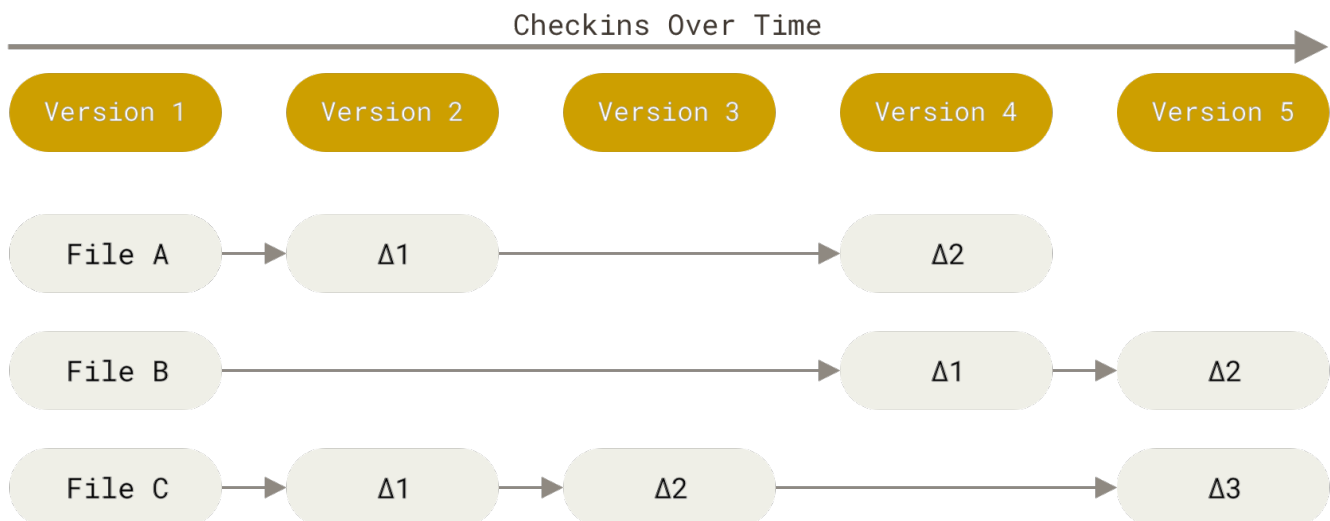 Checkins Over Time
Version 1 Version 2 Version 3 Version 4 Version 5
File A Δ1 Δ2
File B Δ1 Δ2
File C Δ1 Δ2 Δ3